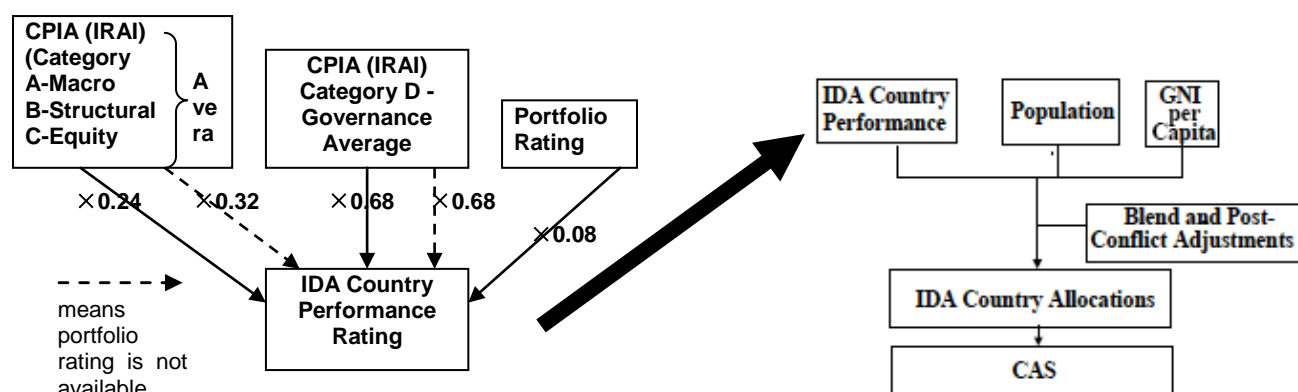 CPIA (IRAI)
(Category
A-Macro
B-Structural
C-Equity
A
ve
ra
CPIA (IRAI)
Category D -
Governance
Average
Portfolio
Rating
×0.24
×0.32
×0.68
×0.68
×0.08
IDA Country
Performance
Rating
means
portfolio
rating is not
available
IDA Country
Performance
Population
GNI
per
Capita
Blend and Post-
Conflict Adjustments
IDA Country Allocations
CAS